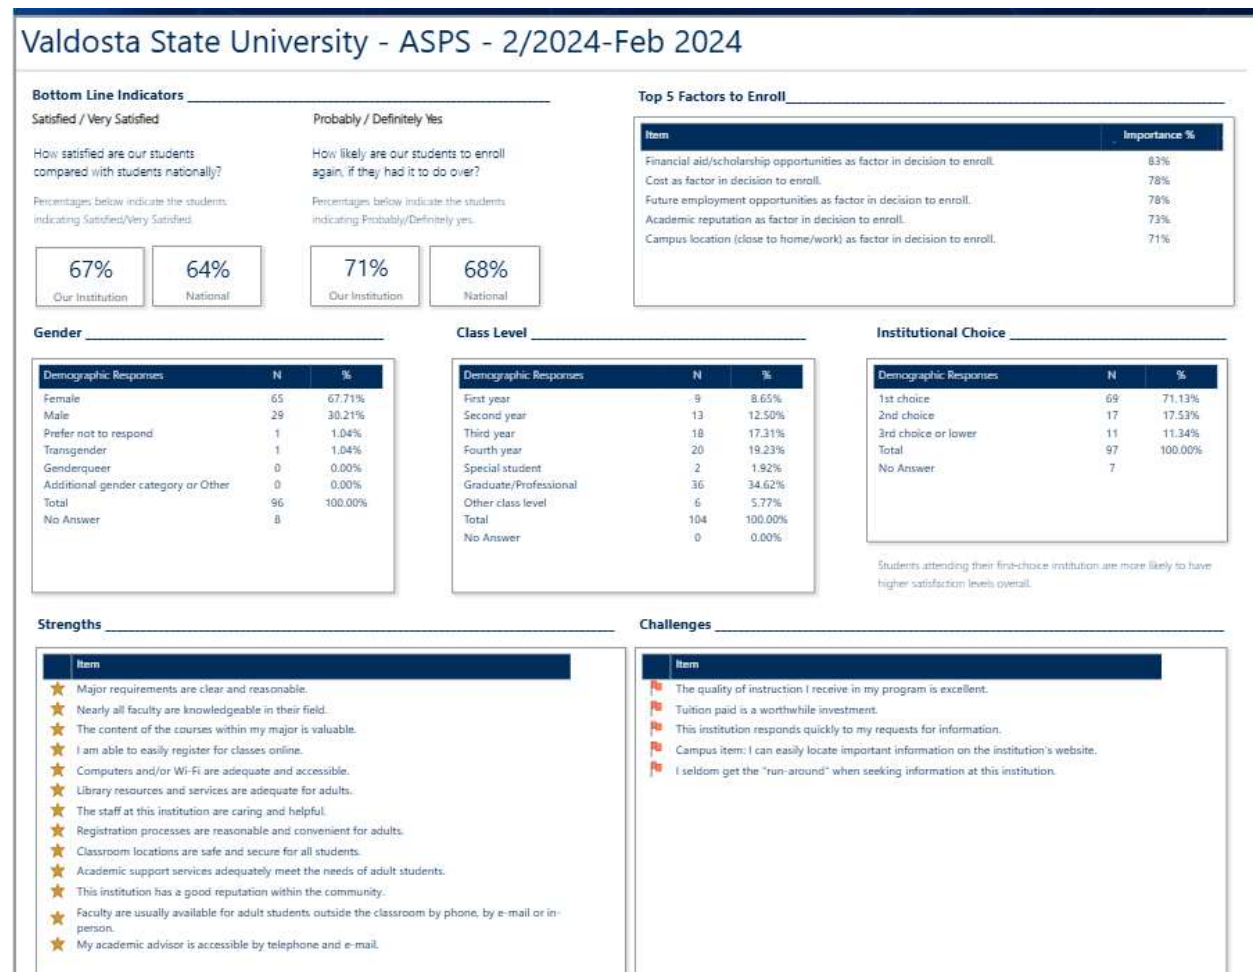 Valdosta State University - ASPS - 2/2024-Feb 2024
Bottom Line Indicators
Satisfied / Very Satisfied
How satisfied are our students
compared with students nationally?
Percentages below indicate the students
indicating Satisfied/Very Satisfied.
67%
Our Institution
64%
National
Probably / Definitely Yes
How likely are our students to enroll
again, if they had it to do over?
Percentages below indicate the students
indicating Probably/Definitely yes.
71%
Our Institution
68%
National
Top 5 Factors to Enroll
Item Importance %
Financial aid/scholarship opportunities as factor in decision to enroll. 83%
Cost as factor in decision to enroll. 78%
Future employment opportunities as factor in decision to enroll. 78%
Academic reputation as factor in decision to enroll. 73%
Campus location (close to home/work) as factor in decision to enroll. 71%
Gender
Demographic Responses N %
Female 65 67.71%
Male 29 30.21%
Prefer not to respond 1 1.04%
Transgender 1 1.04%
Genderqueer 0 0.00%
Additional gender category or Other 0 0.00%
Total 96 100.00%
No Answer 8
Class Level
Demographic Responses N %
First year 9 8.65%
Second year 13 12.50%
Third year 18 17.31%
Fourth year 20 19.23%
Special student 2 1.92%
Graduate/Professional 36 34.62%
Other class level 6 5.77%
Total 104 100.00%
No Answer 0 0.00%
Institutional Choice
Demographic Responses N %
1st choice 69 71.13%
2nd choice 17 17.53%
3rd choice or lower 11 11.34%
Total 97 100.00%
No Answer 7
Students attending their first-choice institution are more likely to have
higher satisfaction levels overall.
Strengths
Item
Major requirements are clear and reasonable.
Nearly all faculty are knowledgeable in their field.
The content of the courses within my major is valuable.
I am able to easily register for classes online.
Computers and/or Wi-Fi are adequate and accessible.
Library resources and services are adequate for adults.
The staff at this institution are caring and helpful.
Registration processes are reasonable and convenient for adults.
Classroom locations are safe and secure for all students.
Academic support services adequately meet the needs of adult students.
This institution has a good reputation within the community.
Faculty are usually available for adult students outside the classroom by phone, by e-mail or in-
person.
My academic advisor is accessible by telephone and e-mail.
Challenges
Item
The quality of instruction I receive in my program is excellent.
Tuition paid is a worthwhile investment.
This institution responds quickly to my requests for information.
Campus item: I can easily locate important information on the institution's website.
I seldom get the "run-around" when seeking information at this institution.